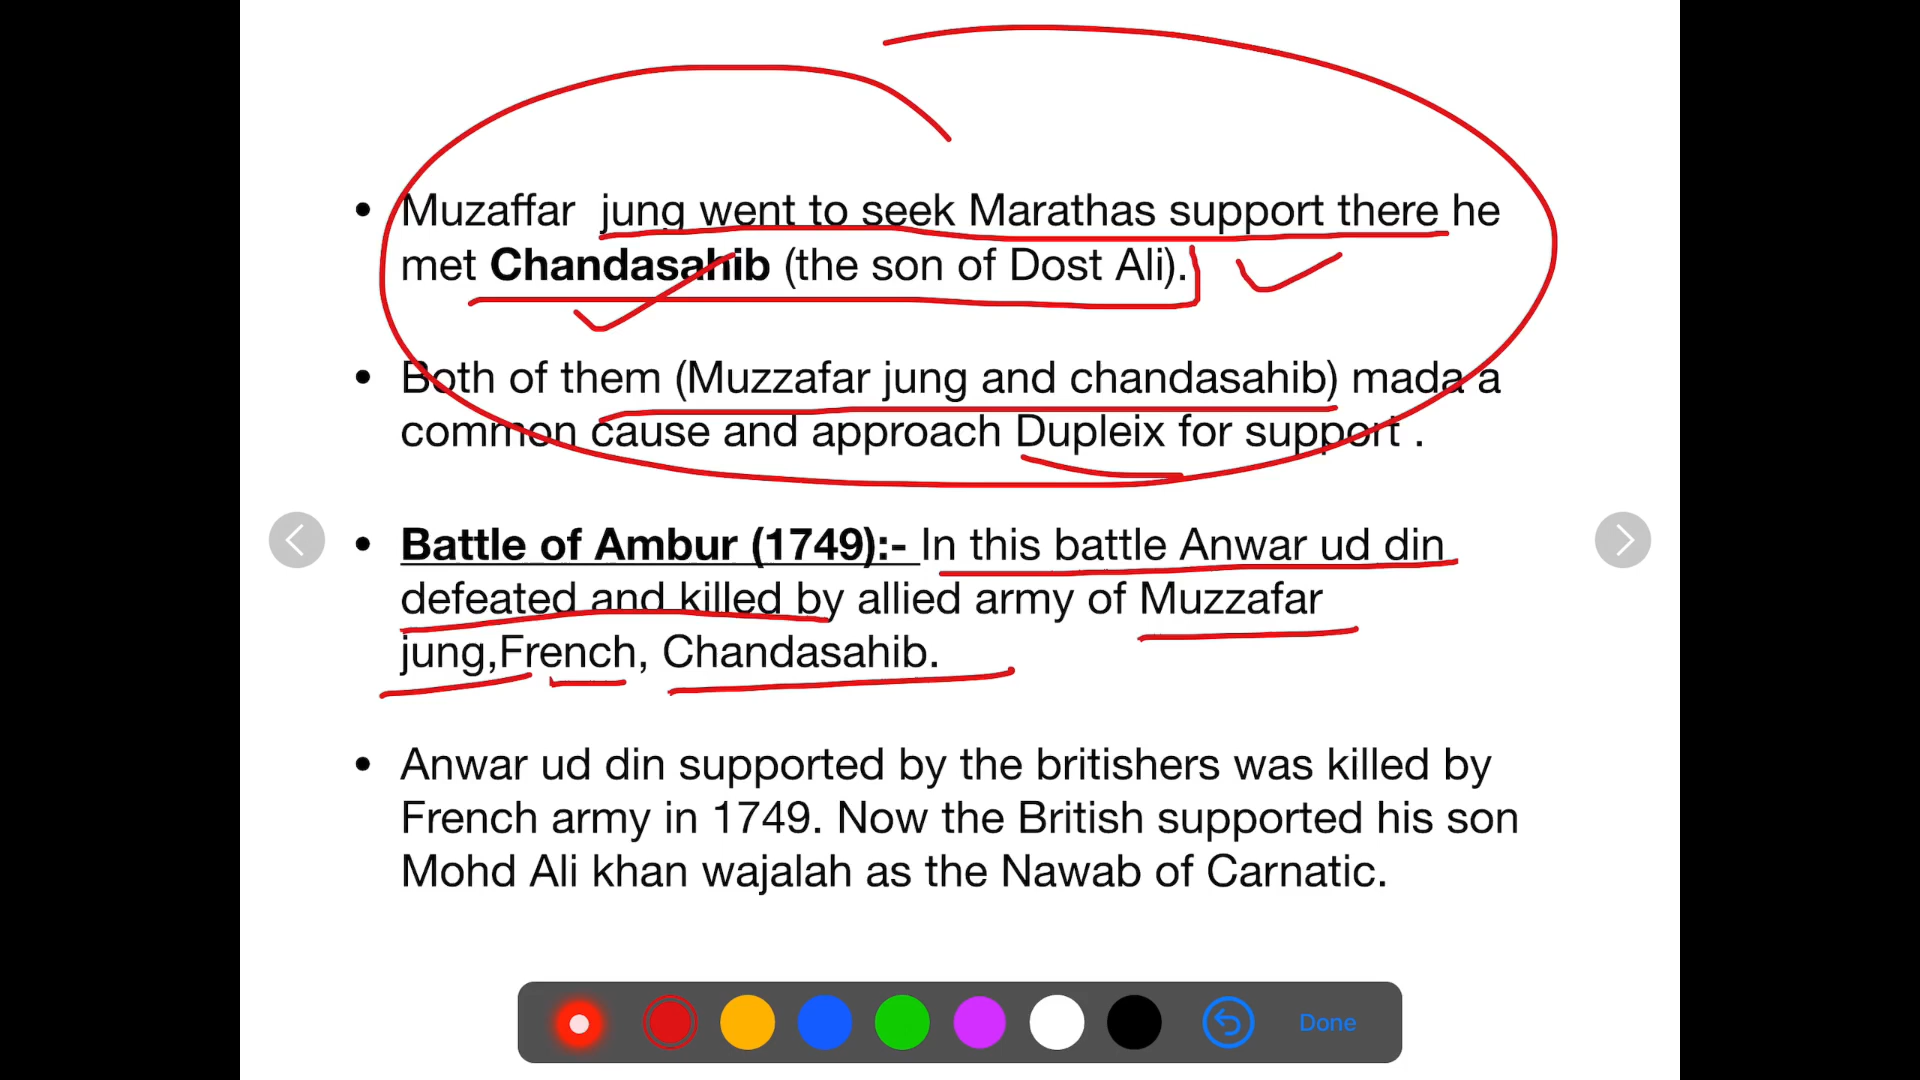 • Muzaffar jung went to seek Marathas support there he
met Chandasahib (the son of Dost Ali).
• Both of them (Muzzafar jung and chandasahib) mada a
common cause and approach Dupleix for support .
• Battle of Ambur (1749):- In this battle Anwar ud din
defeated and killed by allied army of Muzzafar
jung,French, Chandasahib.
• Anwar ud din supported by the britishers was killed by
French army in 1749. Now the British supported his son
Mohd Ali khan wajalah as the Nawab of Carnatic.
Done